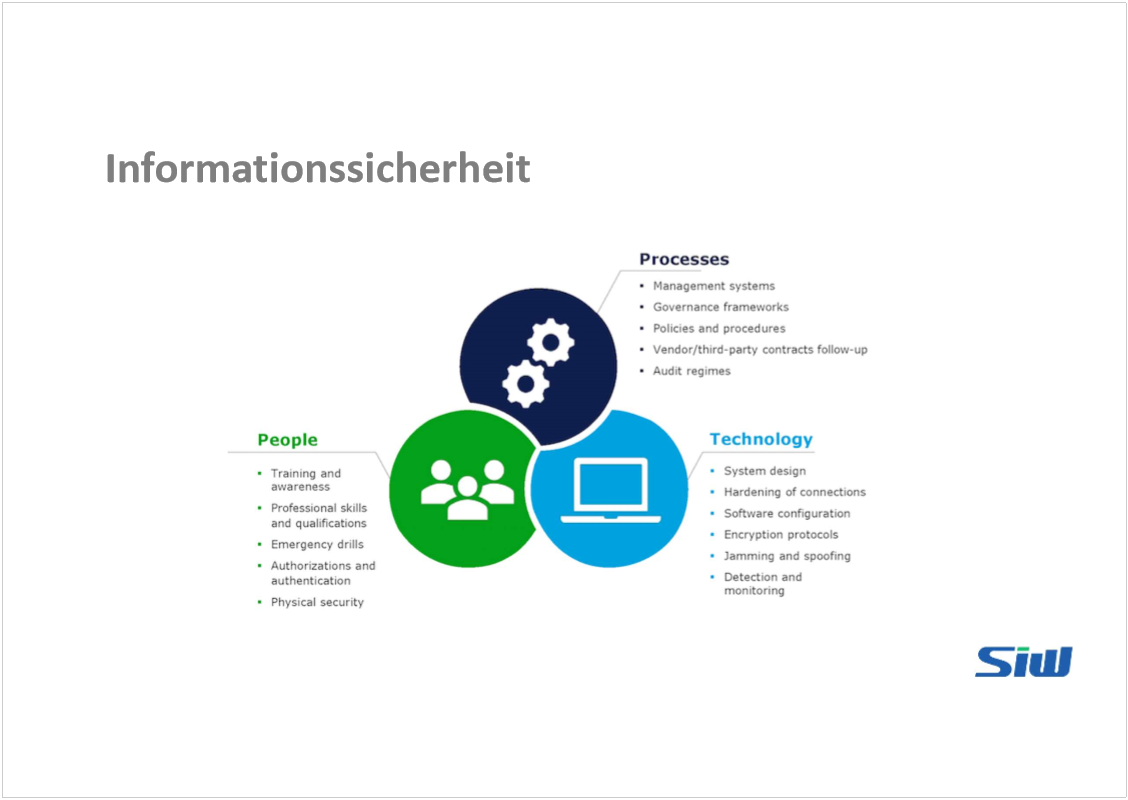 Informationssicherheit
Processes
▪ Management systems
▪ Governance frameworks
▪ Policies and procedures
▪ Vendor/third-party contracts follow-up
▪ Audit regimes
People
▪ Training and
awareness
▪ Professional skills
and qualifications
▪ Emergency drills
▪ Authorizations and
authentication
▪ Physical security
Technology
▪ System design
▪ Hardening of connections
▪ Software configuration
▪ Encryption protocols
▪ Jamming and spoofing
▪ Detection and
monitoring
SiW